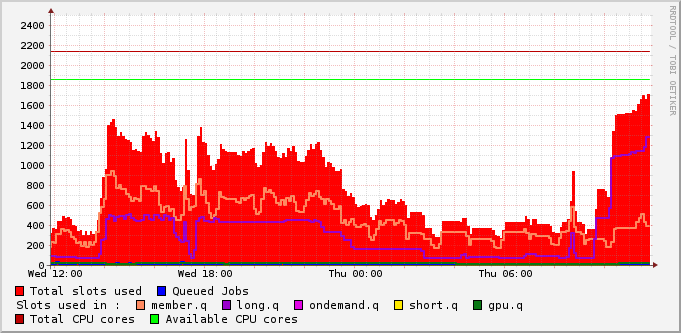 2400
2200
2000
1800
1600
1400
1200
1000
800
600
400
200
0
Wed 12:00 Wed 18:00 Thu 00:00 Thu 06:00
RRDTOOL / TOBI OETIKER
Total slots used Queued Jobs
Slots used in : member.q long.q ondemand.q short.q gpu.q
Total CPU cores Available CPU cores